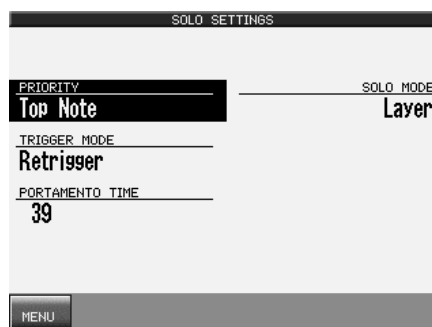 SOLO SETTINGS
PRIORITY
Top Note
SOLO MODE
Layer
TRIGGER MODE
Retrigger
PORTAMENTO TIME
39
MENU